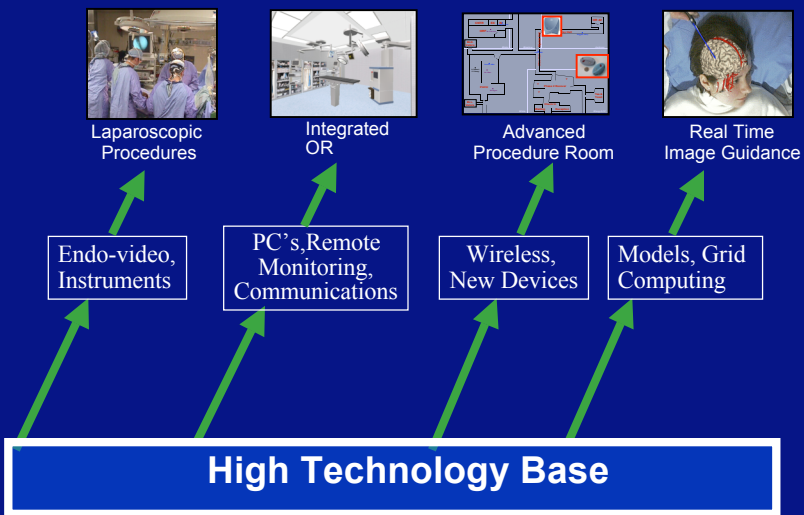 Laparoscopic
Procedures
Integrated
OR
Advanced
Procedure Room
Real Time
Image Guidance
Endo-video,
Instruments
PC's,Remote
Monitoring,
Communications
Wireless,
New Devices
Models, Grid
Computing
High Technology Base